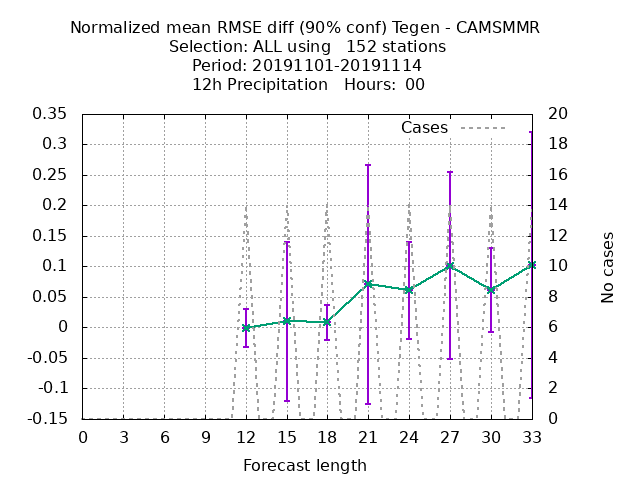 Normalized mean RMSE diff (90% conf) Tegen - CAMSMMR
Selection: ALL using   152 stations
Period: 20191101-20191114
12h Precipitation   Hours:  00
Cases
0.35
0.3
0.25
0.2
0.15
0.1
0.05
0
-0.05
-0.1
-0.15
20
18
16
14
12
10
8
6
4
2
0
No cases
0 3 6 9 12 15 18 21 24 27 30 33
Forecast length